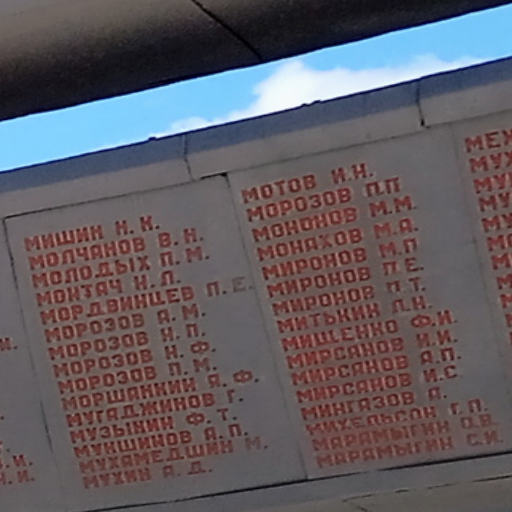 МИШИН Н. К.
МОЛЧАНОВ В. Н.
МОЛОДЫХ П. М.
МОНТАЧ Н. Л.
МОРДВИНЦЕВ П. Е.
МОРОЗОВ А. М.
МОРОЗОВ Н. П.
МОРОЗОВ Н. Ф.
МОРОЗОВ П. М.
МОРШАНКИН А. Ф.
МУГАДЖИНОВ Г.
МУЗЫКИН Ф. Т.
МУКШИНОВ А. П.
МУХАМЕДШИН М.
МУХИН А. Д.
МОТОВ И.Н.
МОРОЗОВ П.П
МОНОНОВ М.М.
МОНАХОВ М.А.
МИРОНОВ М.П
МИРОНОВ П.Е.
МИРОНОВ П.Т.
МИТЬКИН П.Н.
МИЩЕНКО Ф.И.
МИРСАНОВ И.И.
МИРСАНОВ А.П.
МИРСАНОВ И.С
МИНГАЗОВ А.
МИХЕЛЬСОН Г.П.
МАРАМЫГИН О.В.
МАРАМЫГИН С.И.